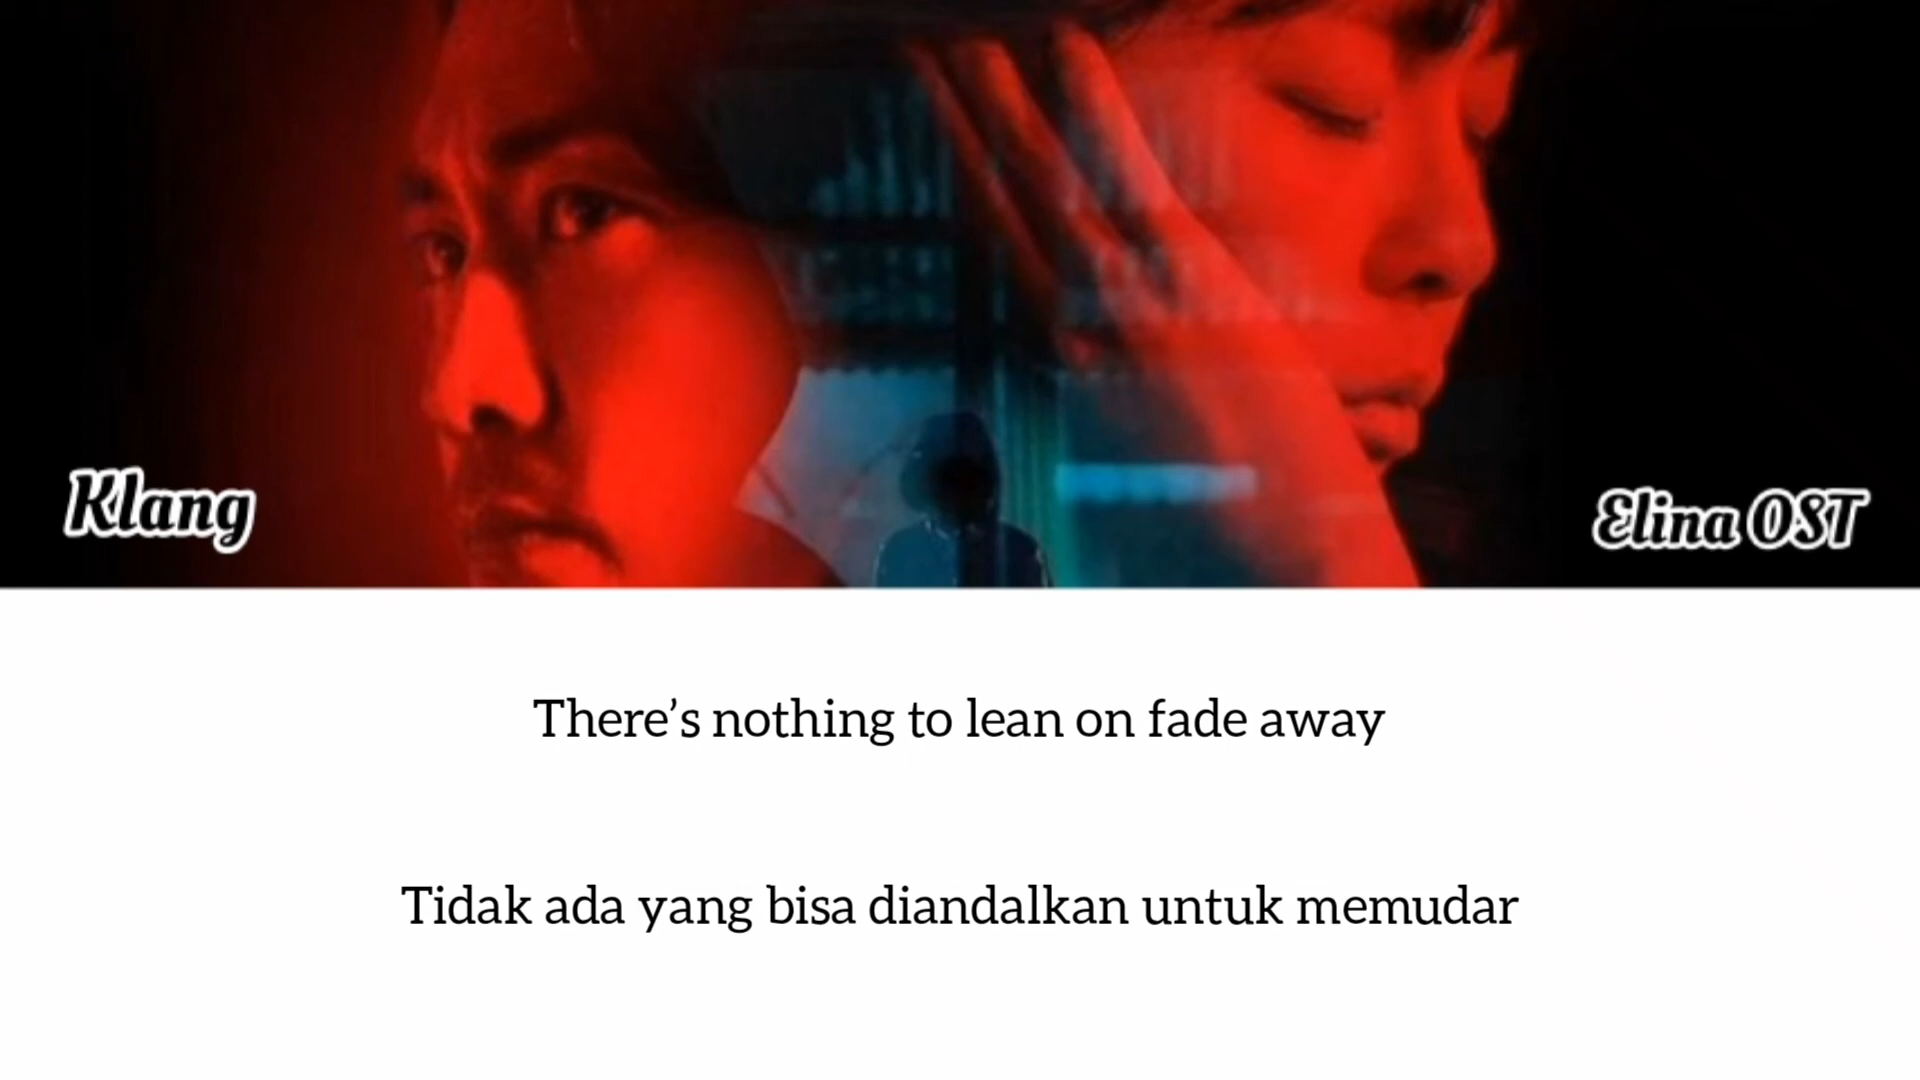 Klang
Elina OST
There’s nothing to lean on fade away
Tidak ada yang bisa diandalkan untuk memudar